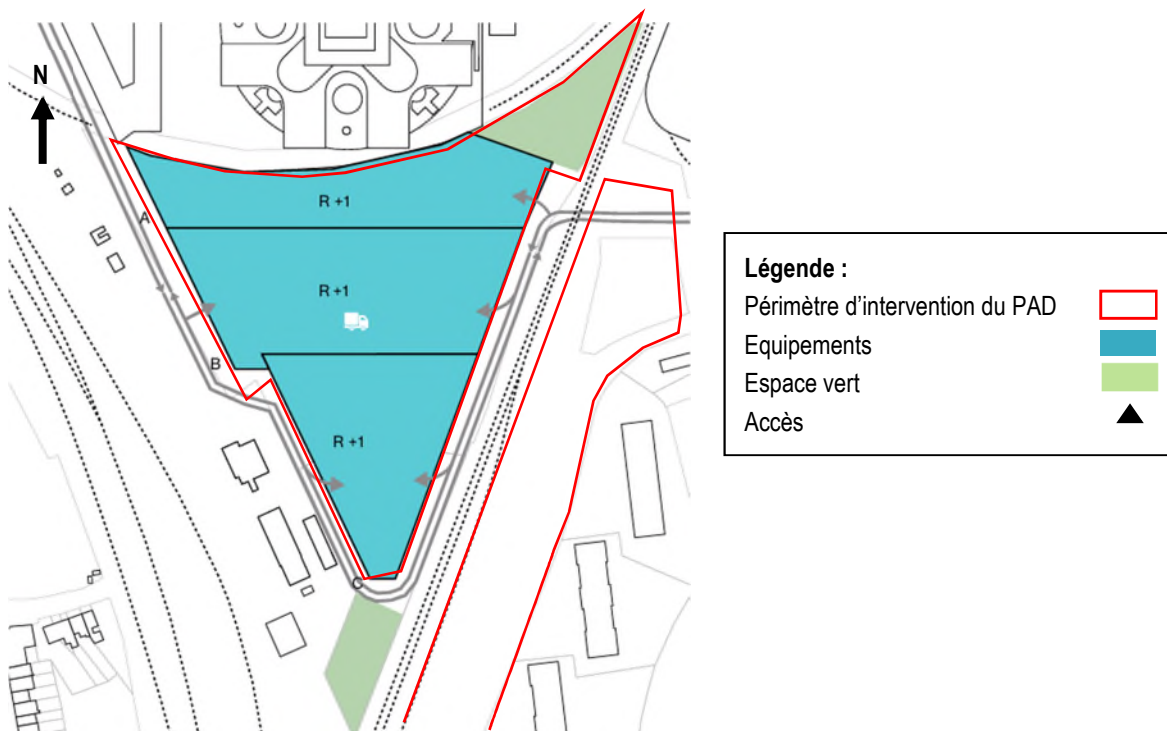 N
A
R +1
R +1
B
R +1
C
Légende :
Périmètre d'intervention du PAD
Equipements
Espace vert
Accès